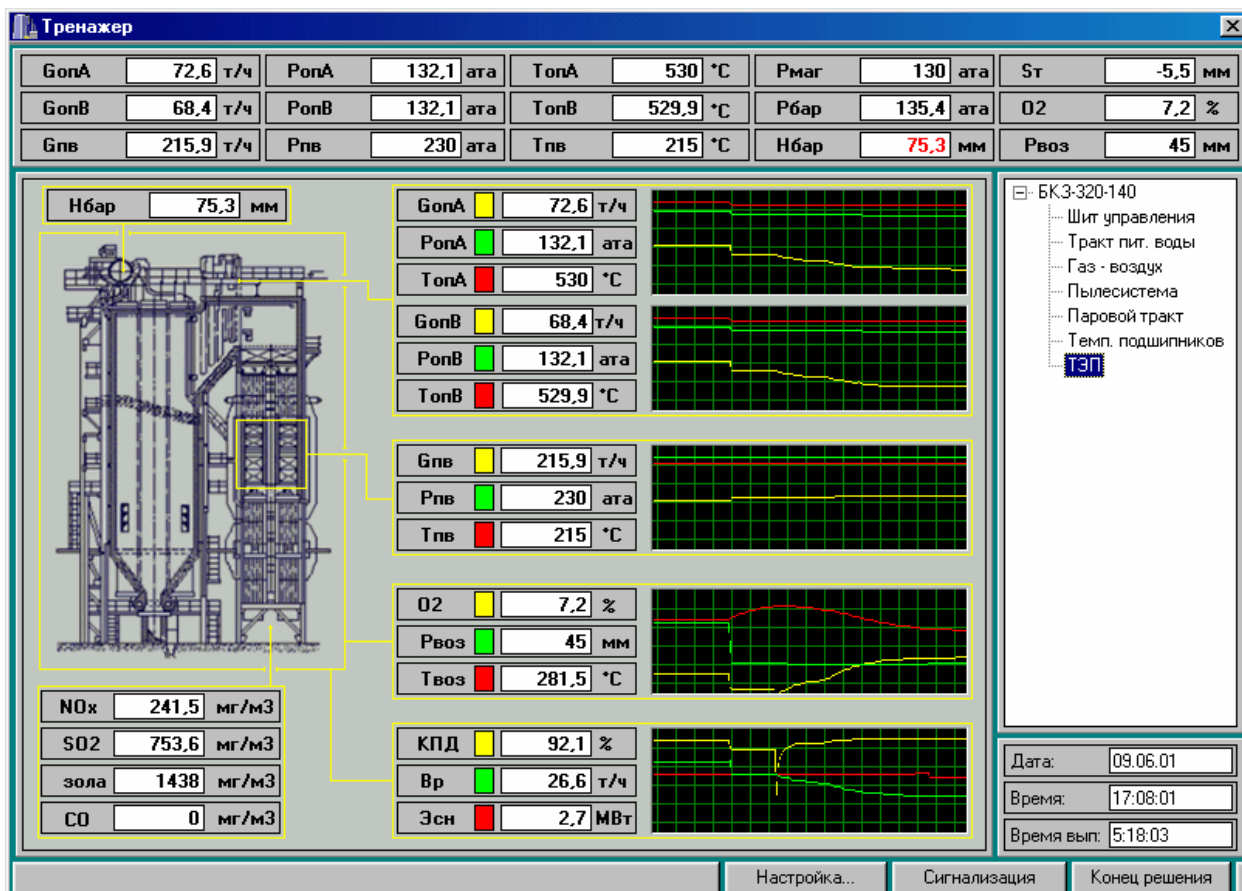 Тренажер
GопА 72,6 т/ч PопА 132,1 ата TопА 530 °C Pмаг 130 ата Sт -5,5 мм
GопВ 68,4 т/ч PопВ 132,1 ата TопВ 529,9 °C Pбар 135,4 ата O2 7,2 %
Gпв 215,9 т/ч Pпв 230 ата Tпв 215 °C Hбар 75,3 мм Pвоз 45 мм
Hбар 75,3 мм
GопА 72,6 т/ч
PопА 132,1 ата
TопА 530 °C
GопВ 68,4 т/ч
PопВ 132,1 ата
TопВ 529,9 °C
Gпв 215,9 т/ч
Pпв 230 ата
Tпв 215 °C
O2 7,2 %
Pвоз 45 мм
Tвоз 281,5 °C
NOx 241,5 мг/м3
SO2 753,6 мг/м3
зола 1438 мг/м3
CO 0 мг/м3
КПД 92,1 %
Вр 26,6 т/ч
Эсн 2,7 МВт
БКЗ-320-140
Шит управления
Тракт пит. воды
Газ - воздух
Пылесистема
Паровой тракт
Темп. подшипников
ТЭП
Дата: 09.06.01
Время: 17:08:01
Время вып: 5:18:03
Настройка... Сигнализация Конец решения